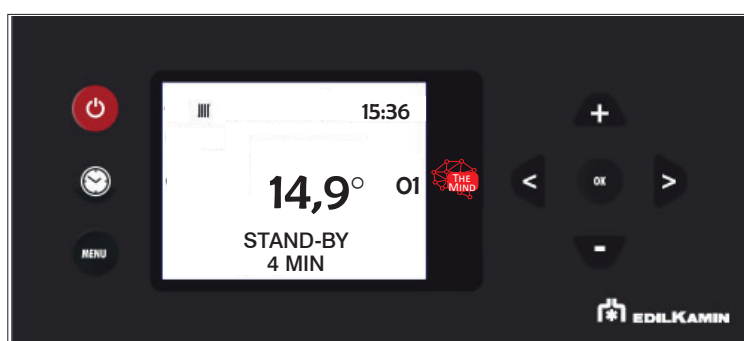 15:36
14,9° 01
THE
MIND
STAND-BY
4 MIN
MENU
+
<
OK
>
-
EDILKAMIN